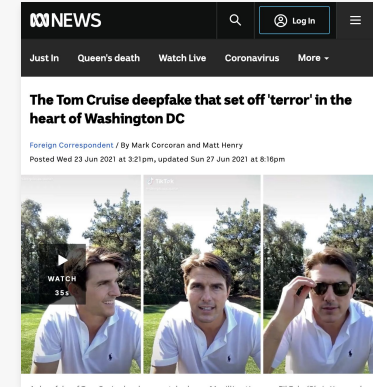 NEWS
Log In
Just In Queen's death Watch Live Coronavirus More
The Tom Cruise deepfake that set off 'terror' in the
heart of Washington DC
Foreign Correspondent / By Mark Corcoran and Matt Henry
Posted Wed 23 Jun 2021 at 3:21pm, updated Sun 27 Jun 2021 at 8:16pm
WATCH
35s